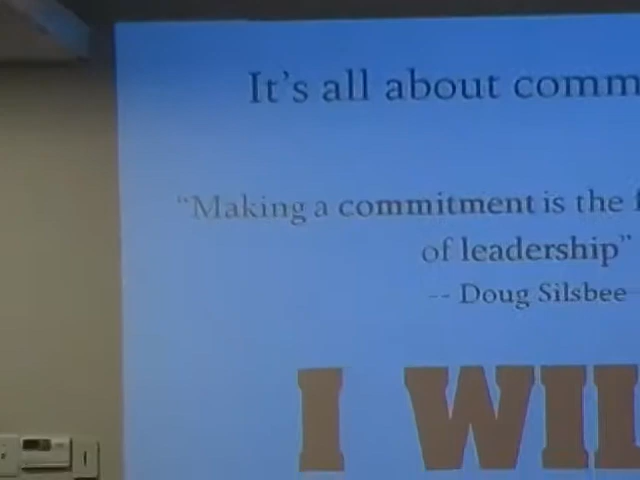 It's all about comm
"Making a commitment is the
of leadership"
-- Doug Silsbee
I WIL